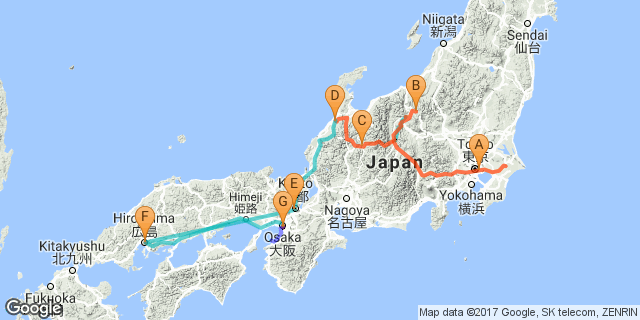 Niigata
新潟
Sendai
仙台
D
B
C
A
Tokyo
東京
Japan
Yokohama
横浜
E
Kyoto
京都
Himeji
姫路
G
Nagoya
名古屋
F
Hiroshima
広島
Osaka
大阪
Kitakyushu
北九州
Fukuoka
福岡
Google
Map data ©2017 Google, SK telecom, ZENRIN